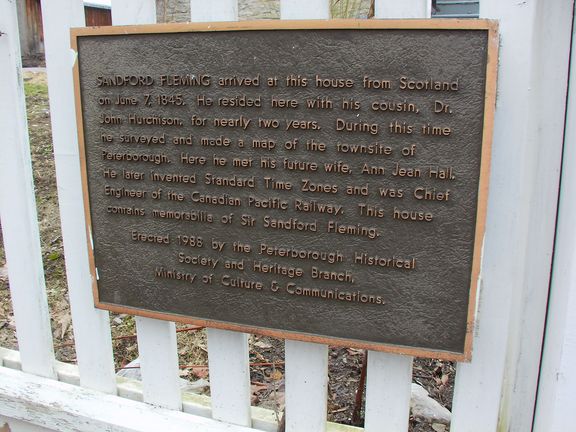 SANDFORD FLEMING arrived at this house from Scotland
on June 7, 1845. He resided here with his cousin, Dr.
John Hutchison, for nearly two years. During this time
he surveyed and made a map of the townsite of
Peterborough. Here he met his future wife, Ann Jean Hall.
He later invented Standard Time Zones and was Chief
Engineer of the Canadian Pacific Railway. This house
contains memorabilia of Sir Sandford Fleming.
Erected 1988 by the Peterborough Historical
Society and Heritage Branch,
Ministry of Culture & Communications.